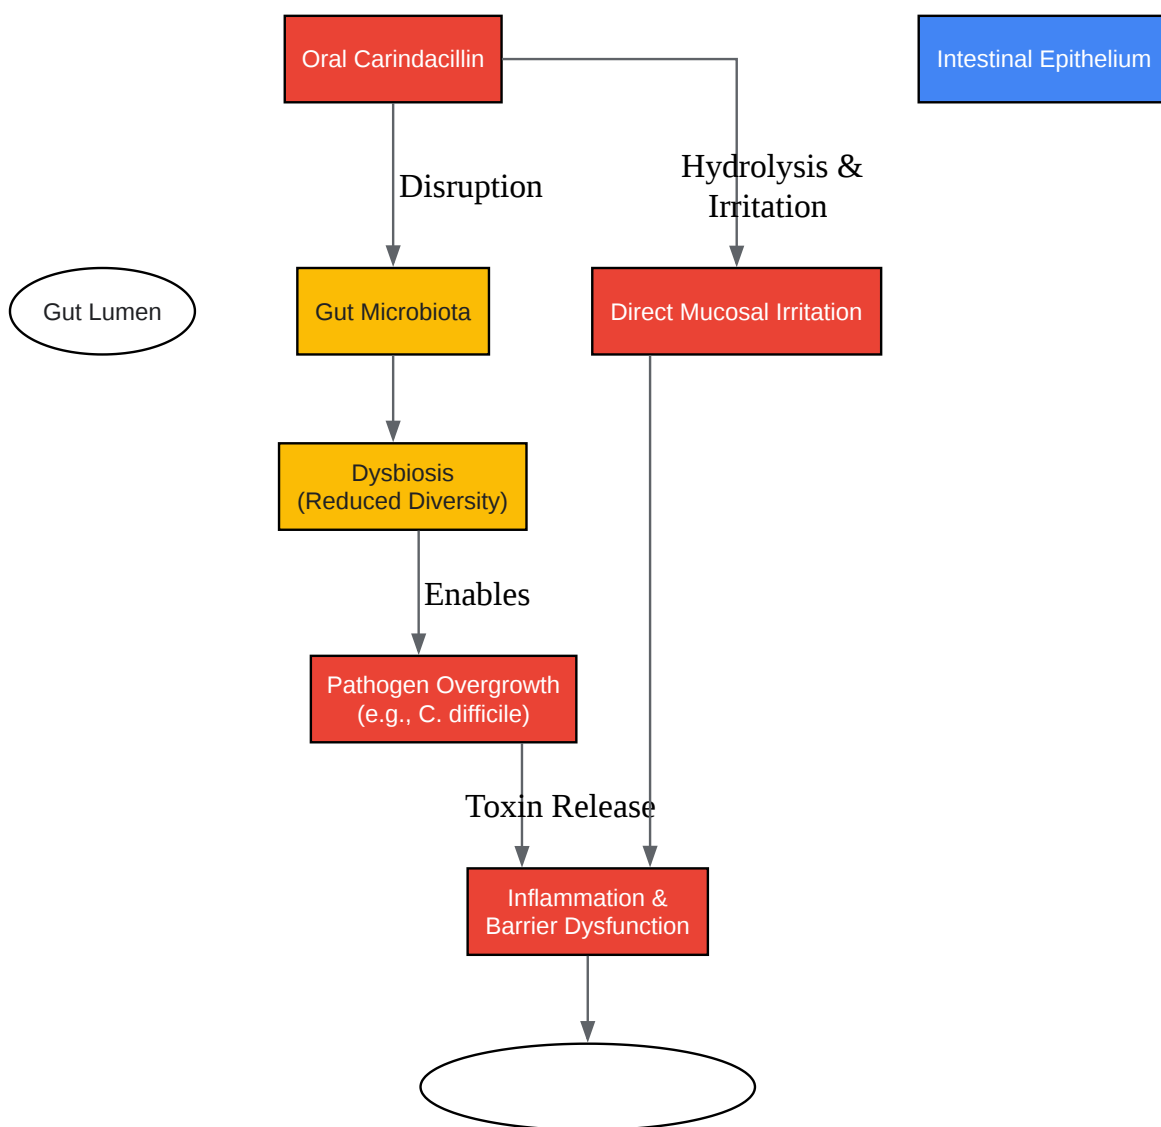 Oral Carindacillin
Intestinal Epithelium
Disruption
Hydrolysis &
Irritation
Gut Lumen
Gut Microbiota
Direct Mucosal Irritation
Dysbiosis
(Reduced Diversity)
Enables
Pathogen Overgrowth
(e.g., C. difficile)
Toxin Release
Inflammation &
Barrier Dysfunction